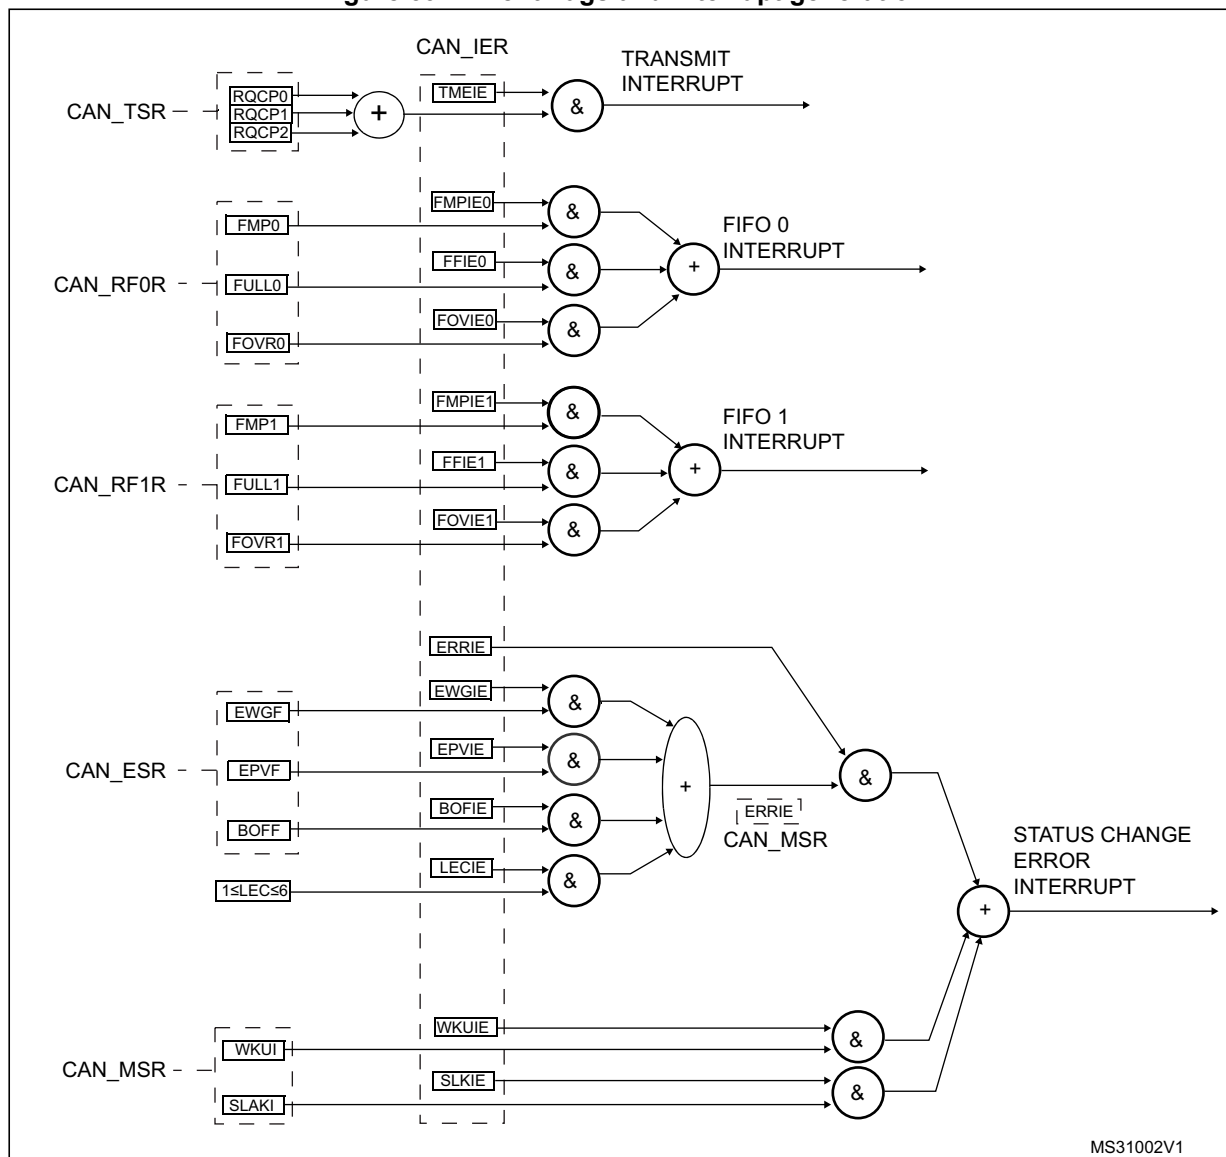 CAN_IER
TRANSMIT
INTERRUPT
CAN_TSR
RQCP0
RQCP1
RQCP2
+
TMEIE
&
CAN_RF0R
FMP0
FULL0
FOVR0
FMPIE0
FFIE0
FOVIE0
&
&
&
+
FIFO 0
INTERRUPT
CAN_RF1R
FMP1
FULL1
FOVR1
FMPIE1
FFIE1
FOVIE1
&
&
&
+
FIFO 1
INTERRUPT
CAN_ESR
EWGF
EPVF
BOFF
1≤LEC≤6
ERRIE
EWGIE
EPVIE
BOFIE
LECIE
&
&
&
&
+
ERRIE
CAN_MSR
&
STATUS CHANGE
ERROR
INTERRUPT
+
CAN_MSR
WKUI
SLAKI
WKUIE
SLKIE
&
&
MS31002V1